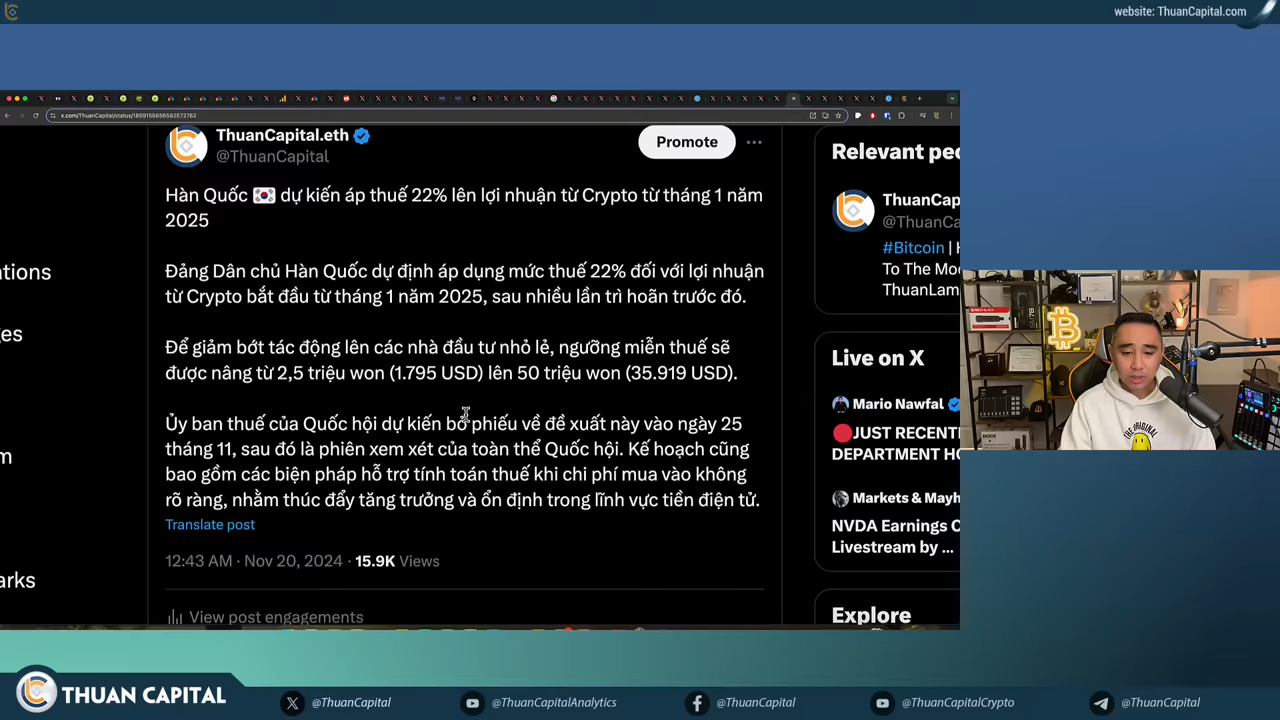 website: ThuanCapital.com
ThuanCapital.eth
@ThuanCapital
Promote
Hàn Quốc 🇰🇷 dự kiến áp thuế 22% lên lợi nhuận từ Crypto từ tháng 1 năm
2025
Đảng Dân chủ Hàn Quốc dự định áp dụng mức thuế 22% đối với lợi nhuận
từ Crypto bắt đầu từ tháng 1 năm 2025, sau nhiều lần trì hoãn trước đó.
Để giảm bớt tác động lên các nhà đầu tư nhỏ lẻ, ngưỡng miễn thuế sẽ
được nâng từ 2,5 triệu won (1.795 USD) lên 50 triệu won (35.919 USD).
Ủy ban thuế của Quốc hội dự kiến bỏ phiếu về đề xuất này vào ngày 25
tháng 11, sau đó là phiên xem xét của toàn thể Quốc hội. Kế hoạch cũng
bao gồm các biện pháp hỗ trợ tính toán thuế khi chi phí mua vào không
rõ ràng, nhằm thúc đẩy tăng trưởng và ổn định trong lĩnh vực tiền điện tử.
Translate post
12:43 AM · Nov 20, 2024 · 15.9K Views
View post engagements
ations
ges
m
arks
Relevant peo
ThuanCap
@ThuanCa
#Bitcoin | H
To The Mo
ThuanLam
Live on X
Mario Nawfal
🔴JUST RECENT
DEPARTMENT HO
Markets & Mayh
NVDA Earnings C
Livestream by ...
Explore
THE ORIGINAL
THUAN CAPITAL
@ThuanCapital
@ThuanCapitalAnalytics
@ThuanCapital
@ThuanCapitalCrypto
@ThuanCapital